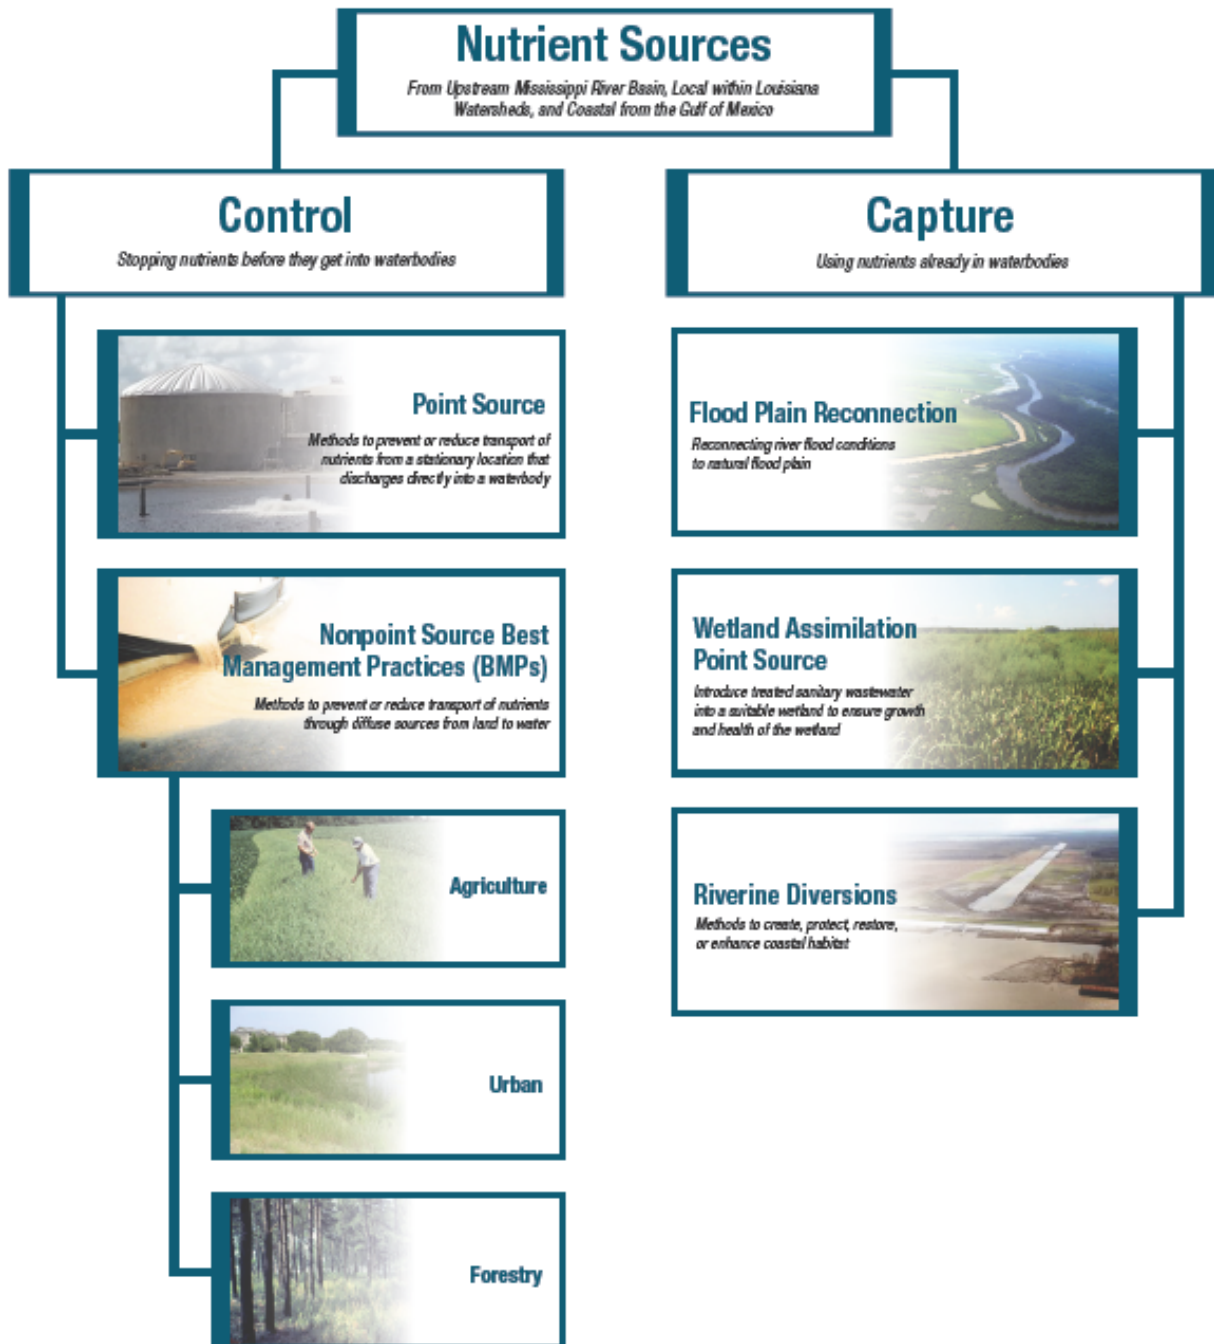 Nutrient Sources
From Upstream Mississippi River Basin, Local within Louisiana
Watersheds, and Coastal from the Gulf of Mexico
Control
Stopping nutrients before they get into waterbodies
Point Source
Methods to prevent or reduce transport of
nutrients from a stationary location that
discharges directly into a waterbody
Nonpoint Source Best
Management Practices (BMPs)
Methods to prevent or reduce transport of nutrients
through diffuse sources from land to water
Agriculture
Urban
Forestry
Capture
Using nutrients already in waterbodies
Flood Plain Reconnection
Reconnecting river flood conditions
to natural flood plain
Wetland Assimilation
Point Source
Introduce treated sanitary wastewater
into a suitable wetland to ensure growth
and health of the wetland
Riverine Diversions
Methods to create, protect, restore,
or enhance coastal habitat